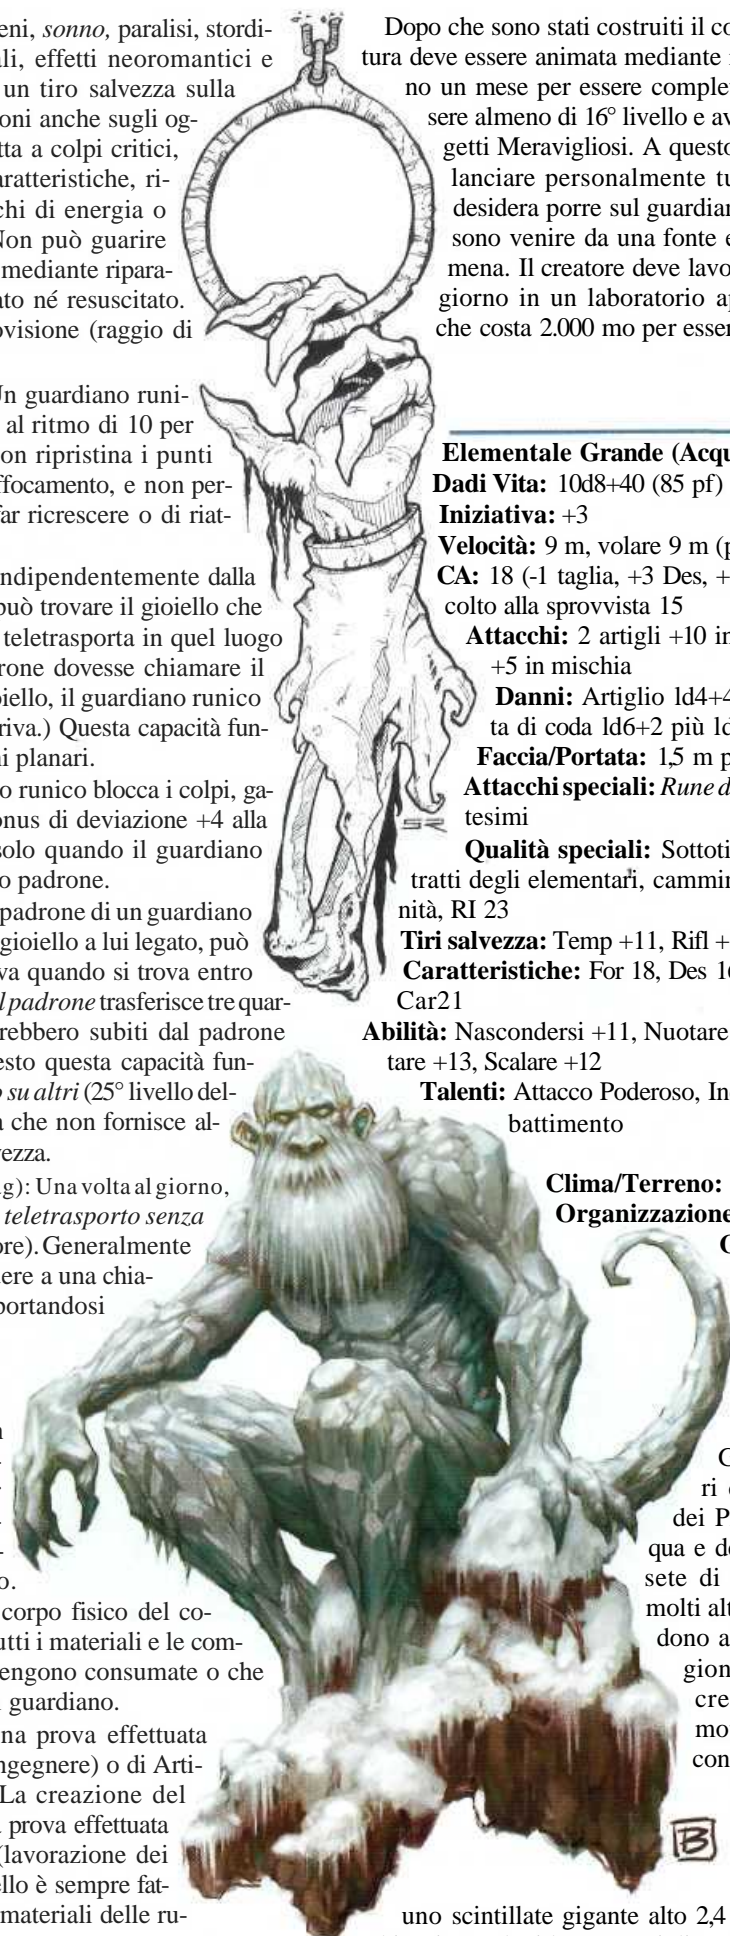 eni, sonno, paralisi, stordi-
ali, effetti neoromantici e
un tiro salvezza sulla
oni anche sugli og-
tta a colpi critici,
aratteristiche, ri-
chi di energia o
Non può guarire
mediante ripara-
ato né resuscitato.
ovisione (raggio di
Un guardiano runi-
al ritmo di 10 per
on ripristina i punti
ffocamento, e non per-
far ricrescere o di riat-
ndipendentemente dalla
può trovare il gioiello che
teletrasporta in quel luogo
rone dovesse chiamare il
oiello, il guardiano runico
riva.) Questa capacità fun-
ni planari.
o runico blocca i colpi, ga-
onus di deviazione +4 alla
solo quando il guardiano
o padrone.
padrone di un guardiano
gioiello a lui legato, può
va quando si trova entro
l padrone trasferisce tre quar-
rebbero subiti dal padrone
esto questa capacità fun-
o su altri (25° livello del-
a che non fornisce al-
vezza.
g): Una volta al giorno,
teletrasporto senza
ore). Generalmente
dere a una chia-
portandosi
n
-
-
-
o.
corpo fisico del co-
utti i materiali e le com-
engono consumate o che
l guardiano.
na prova effettuata
ngegnere) o di Arti-
La creazione del
a prova effettuata
(lavorazione dei
ello è sempre fat-
materiali delle ru-
Dopo che sono stati costruiti il co
tura deve essere animata mediante
no un mese per essere complet
sere almeno di 16° livello e av
getti Meravigliosi. A questo
lanciare personalmente tu
desidera porre sul guardian
sono venire da una fonte e
mena. Il creatore deve lavo
giorno in un laboratorio ap
che costa 2.000 mo per esser
Elementale Grande (Acqu
Dadi Vita: 10d8+40 (85 pf)
Iniziativa: +3
Velocità: 9 m, volare 9 m (p
CA: 18 (-1 taglia, +3 Des, +
colto alla sprovvista 15
Attacchi: 2 artigli +10 in
+5 in mischia
Danni: Artiglio ld4+4
ta di coda ld6+2 più ld
Faccia/Portata: 1,5 m p
Attacchi speciali: Rune d
tesimi
Qualità speciali: Sottoti
tratti degli elementari, cammin
nità, RI 23
Tiri salvezza: Temp +11, Rifl +
Caratteristiche: For 18, Des 16
Car21
Abilità: Nascondersi +11, Nuotare
tare +13, Scalare +12
Talenti: Attacco Poderoso, In
battimento
Clima/Terreno:
Organizzazione
O
C
ri
dei P
qua e de
sete di
molti alt
dono a
gion
cre
mo
con
uno scintillate gigante alto 2,4
SR
B